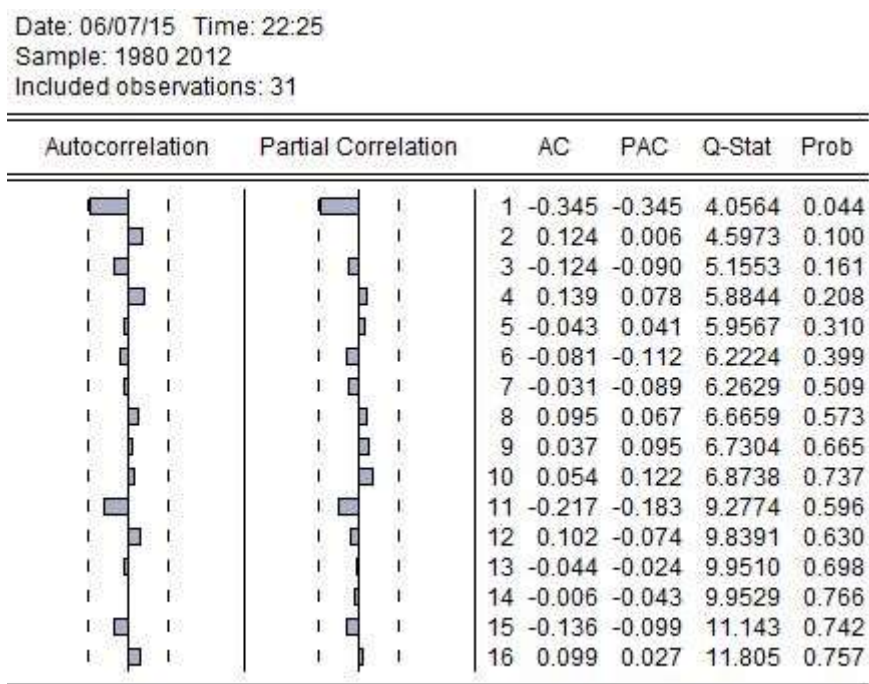 Date: 06/07/15 Time: 22:25
Sample: 1980 2012
Included observations: 31
Autocorrelation Partial Correlation AC PAC Q-Stat Prob
1 -0.345 -0.345 4.0564 0.044
2 0.124 0.006 4.5973 0.100
3 -0.124 -0.090 5.1553 0.161
4 0.139 0.078 5.8844 0.208
5 -0.043 0.041 5.9567 0.310
6 -0.081 -0.112 6.2224 0.399
7 -0.031 -0.089 6.2629 0.509
8 0.095 0.067 6.6659 0.573
9 0.037 0.095 6.7304 0.665
10 0.054 0.122 6.8738 0.737
11 -0.217 -0.183 9.2774 0.596
12 0.102 -0.074 9.8391 0.630
13 -0.044 -0.024 9.9510 0.698
14 -0.006 -0.043 9.9529 0.766
15 -0.136 -0.099 11.143 0.742
16 0.099 0.027 11.805 0.757